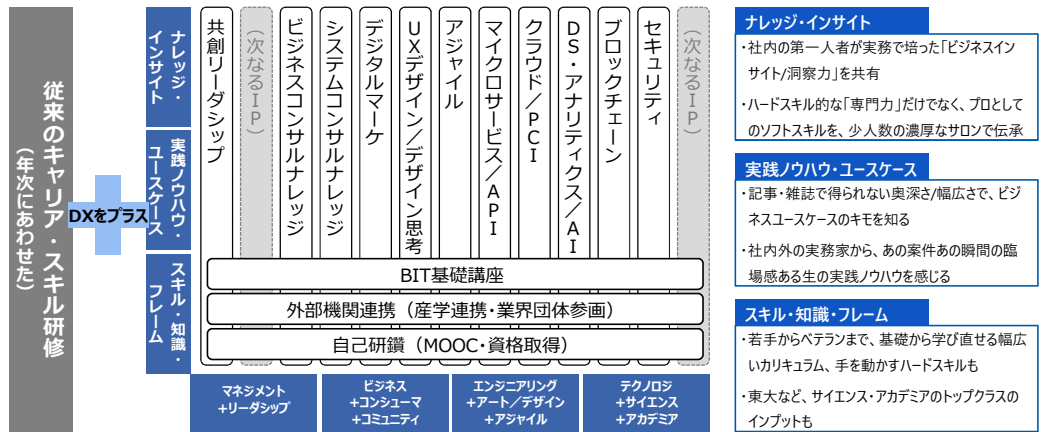 従来のキャリア・スキル研修
（年次にあわせた）
DXをプラス
ナレッジ・
インサイト
実践ノウハウ・
ユースケース
スキル・知識・
フレーム
共創リーダシップ
（次なるIP）
ビジネスコンサルナレッジ
システムコンサルナレッジ
デジタルマーケ
UXデザイン／デザイン思考
アジャイル
マイクロサービス／API
クラウド／PCI
DS・アナリティクス／AI
ブロックチェーン
セキュリティ
（次なるIP）
BIT基礎講座
外部機関連携（産学連携・業界団体参画）
自己研鑽（MOOC・資格取得）
マネジメント
+リーダシップ
ビジネス
+コンシューマ
+コミュニティ
エンジニアリング
+アート／デザイン
+アジャイル
テクノロジ
+サイエンス
+アカデミア
ナレッジ・インサイト
・社内の第一人者が実務で培った「ビジネスイン
サイト/洞察力」を共有
・ハードスキル的な「専門力」だけでなく、プロとして
のソフトスキルを、少人数の濃厚なサロンで伝承
実践ノウハウ・ユースケース
・記事・雑誌で得られない奥深さ/幅広さで、ビジ
ネスユースケースのキモを知る
・社内外の実務家から、あの案件あの瞬間の臨
場感ある生の実践ノウハウを感じる
スキル・知識・フレーム
・若手からベテランまで、基礎から学び直せる幅広
いカリキュラム、手を動かすハードスキルも
・東大など、サイエンス・アカデミアのトップクラスの
インプットも